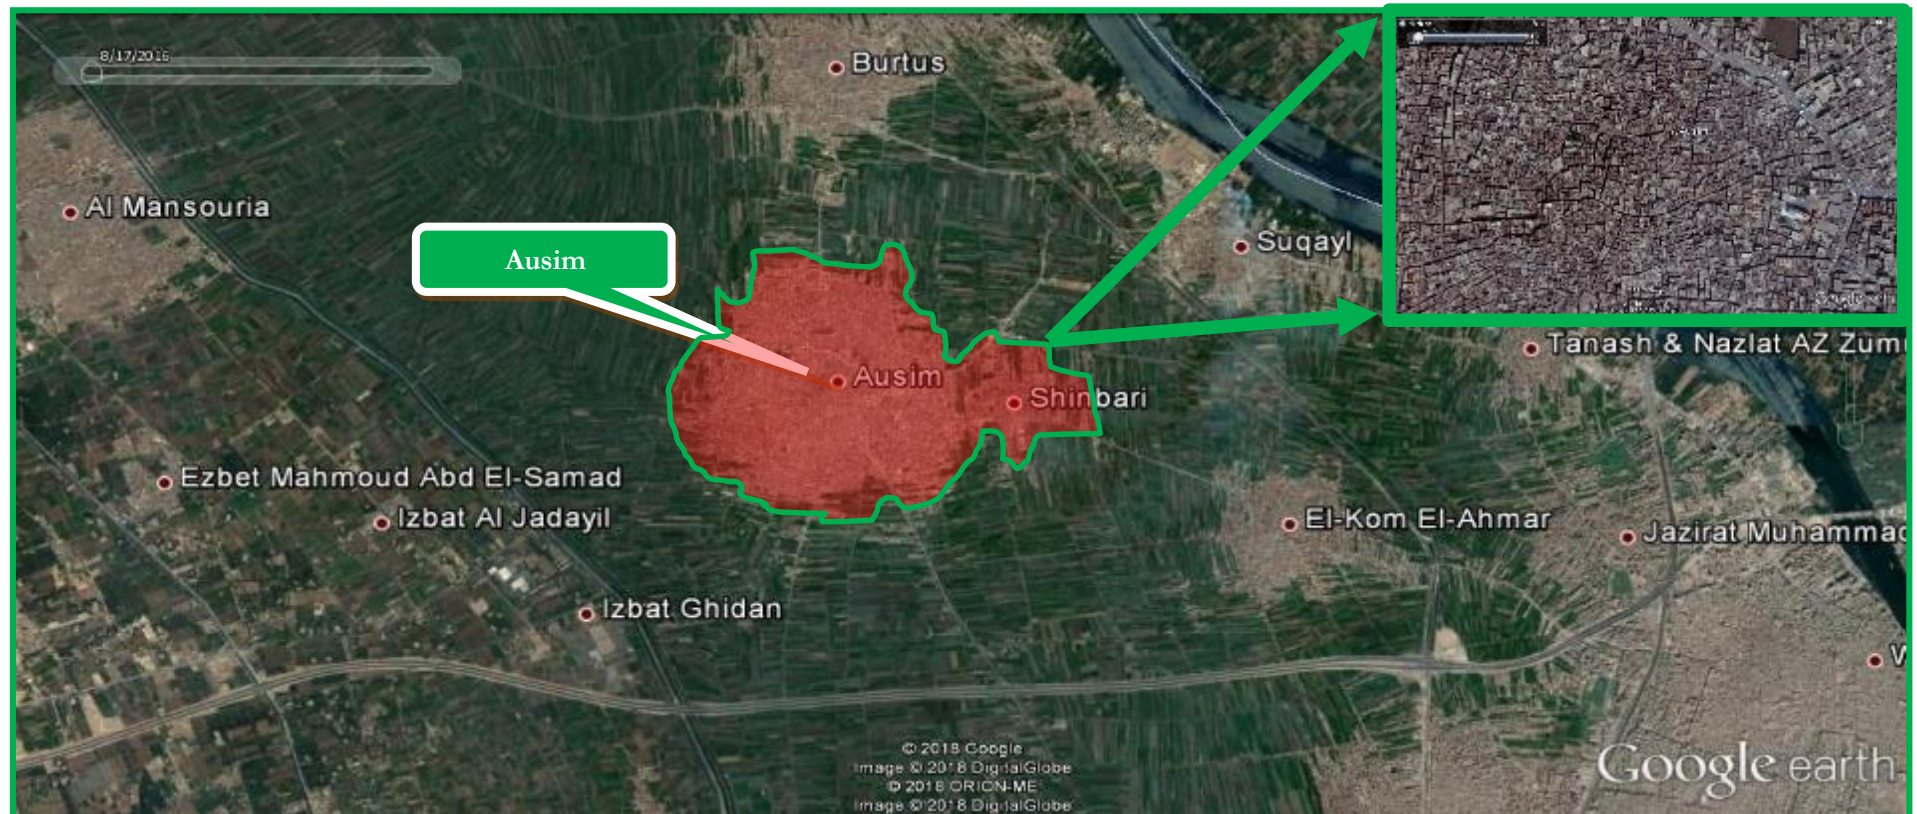 8/17/2016
Burtus
Al Mansouria
Suqayl
Ausim
Tanash & Nazlat AZ Zum
Ausim
Shinbari
Ezbet Mahmoud Abd El-Samad
Izbat Al Jadayil
El-Kom El-Ahmar
Jazirat Muhammad
Izbat Ghidan
W
© 2018 Google
Image © 2018 DigitalGlobe
© 2018 ORION-ME
Image © 2018 DigitalGlobe
Google earth